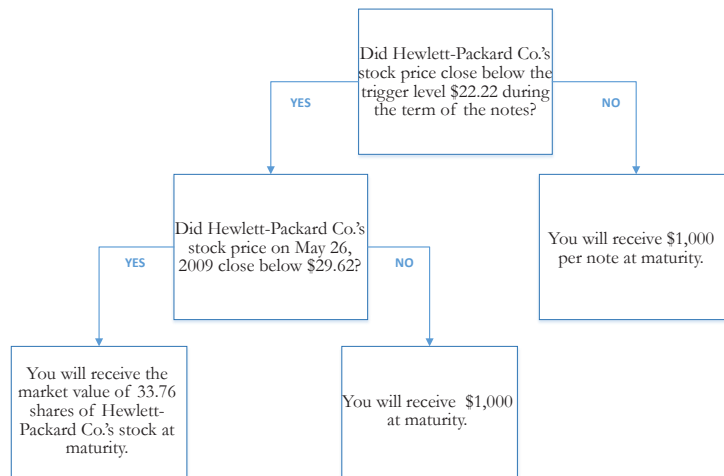 Did Hewlett-Packard Co.'s
stock price close below the
trigger level $22.22 during
the term of the notes?
YES
NO
Did Hewlett-Packard Co.'s
stock price on May 26,
2009 close below $29.62?
You will receive $1,000
per note at maturity.
YES
NO
You will receive the
market value of 33.76
shares of Hewlett-
Packard Co.'s stock at
maturity.
You will receive $1,000
at maturity.